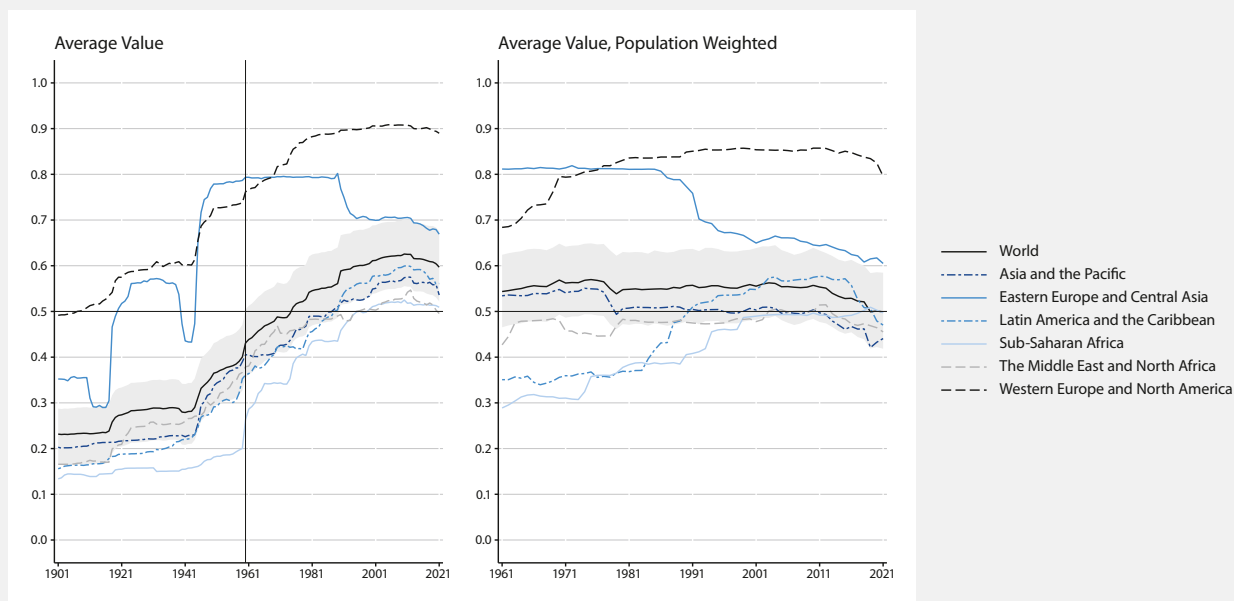 Average Value
1.0
0.9
0.8
0.7
0.6
0.5
0.4
0.3
0.2
0.1
0.0
1901 1921 1941 1961 1981 2001 2021
Average Value, Population Weighted
1.0
0.9
0.8
0.7
0.6
0.5
0.4
0.3
0.2
0.1
0.0
1961 1971 1981 1991 2001 2011 2021
World
Asia and the Pacific
Eastern Europe and Central Asia
Latin America and the Caribbean
Sub-Saharan Africa
The Middle East and North Africa
Western Europe and North America